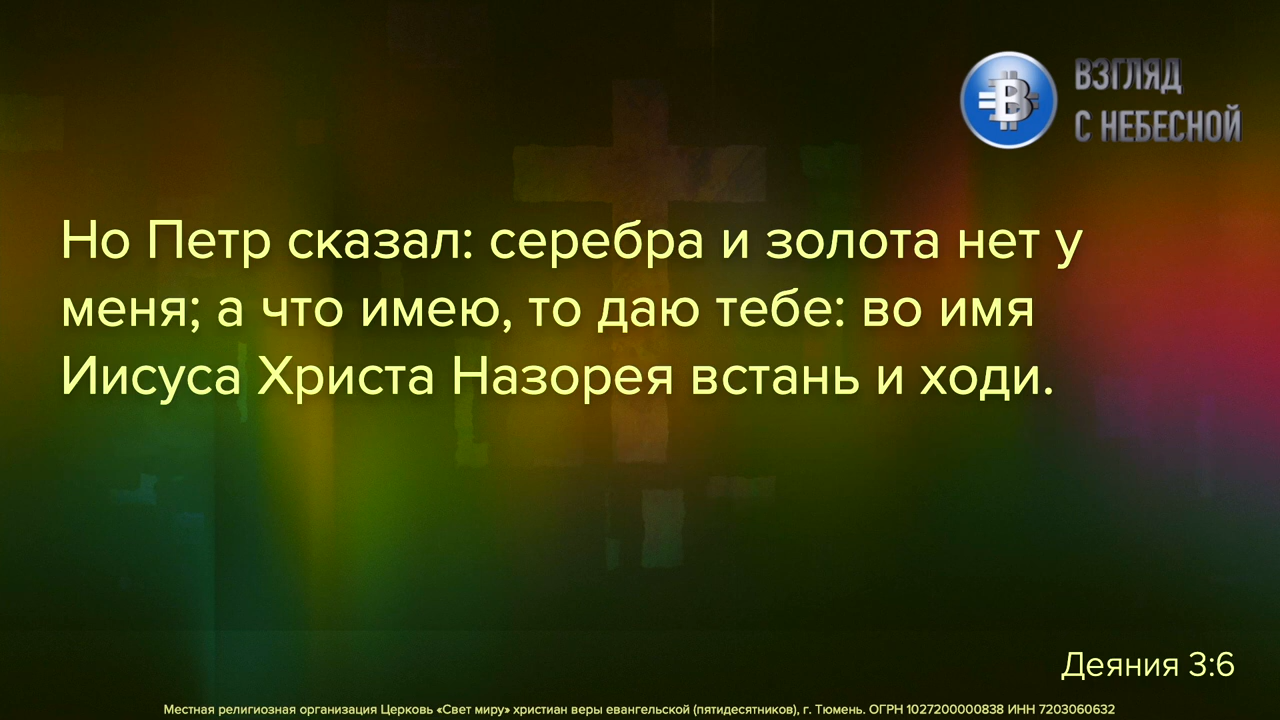 ВЗГЛЯД
С НЕБЕСНОЙ
Но Петр сказал: серебра и золота нет у
меня; а что имею, то даю тебе: во имя
Иисуса Христа Назорея встань и ходи.
Деяния 3:6
Местная религиозная организация Церковь «Свет миру» христиан веры евангельской (пятидесятников), г. Тюмень. ОГРН 1027200000838 ИНН 7203060632